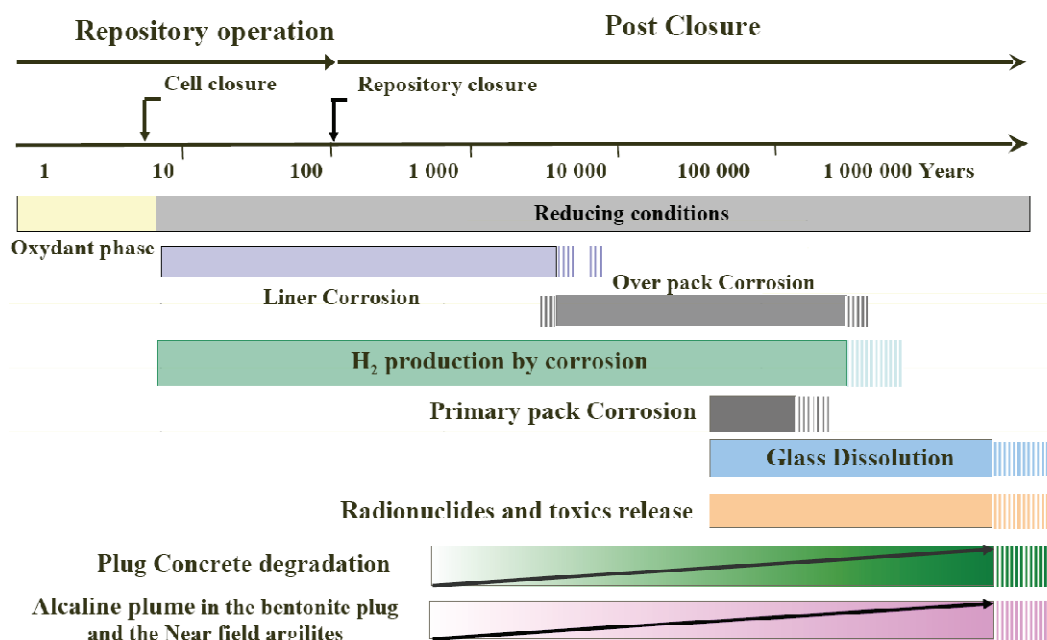 Repository operation
Post Closure
Cell closure
Repository closure
1 10 100 1 000 10 000 100 000 1 000 000 Years
Reducing conditions
Oxydant phase
Liner Corrosion
Over pack Corrosion
H₂ production by corrosion
Primary pack Corrosion
Glass Dissolution
Radionuclides and toxics release
Plug Concrete degradation
Alcaline plume in the bentonite plug
and the Near field argilites